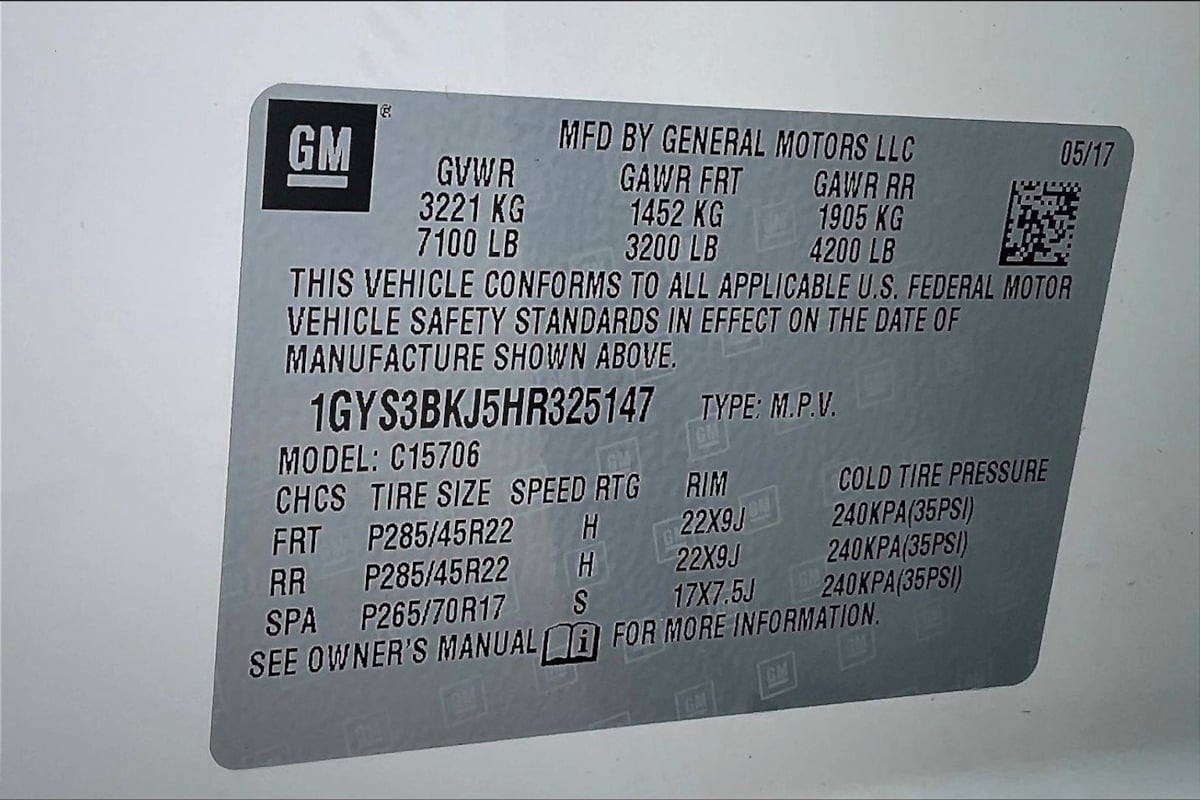 GM ®
MFD BY GENERAL MOTORS LLC 05/17
GVWR GAWR FRT GAWR RR
3221 KG 1452 KG 1905 KG
7100 LB 3200 LB 4200 LB
THIS VEHICLE CONFORMS TO ALL APPLICABLE U.S. FEDERAL MOTOR
VEHICLE SAFETY STANDARDS IN EFFECT ON THE DATE OF
MANUFACTURE SHOWN ABOVE.
1GYS3BKJ5HR325147 TYPE: M.P.V.
MODEL: C15706
CHCS TIRE SIZE SPEED RTG RIM COLD TIRE PRESSURE
FRT P285/45R22 H 22X9J 240KPA(35PSI)
RR P285/45R22 H 22X9J 240KPA(35PSI)
SPA P265/70R17 S 17X7.5J 240KPA(35PSI)
SEE OWNER'S MANUAL i FOR MORE INFORMATION.